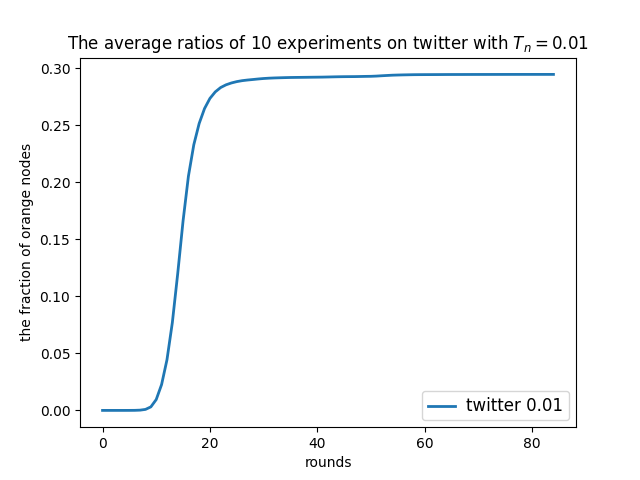 The average ratios of 10 experiments on twitter with $T_n = 0.01$
0.30
0.25
0.20
0.15
0.10
0.05
0.00
the fraction of orange nodes
twitter 0.01
0 20 40 60 80
rounds